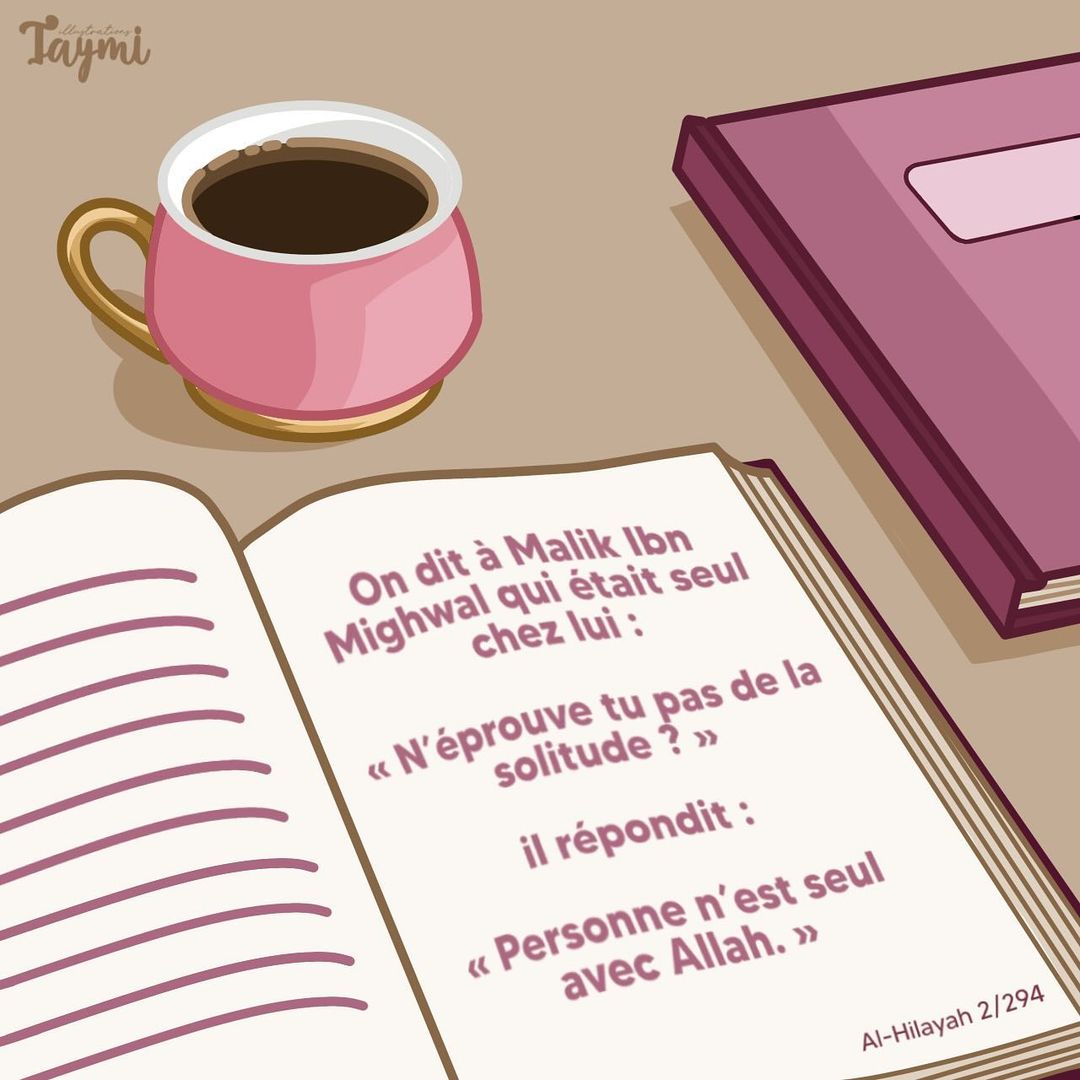 illustrations
Taymi
On dit à Malik Ibn
Mighwal qui était seul
chez lui :
« N'éprouve tu pas de la
solitude ? »
il répondit :
« Personne n'est seul
avec Allah. »
Al-Hilayah 2/294